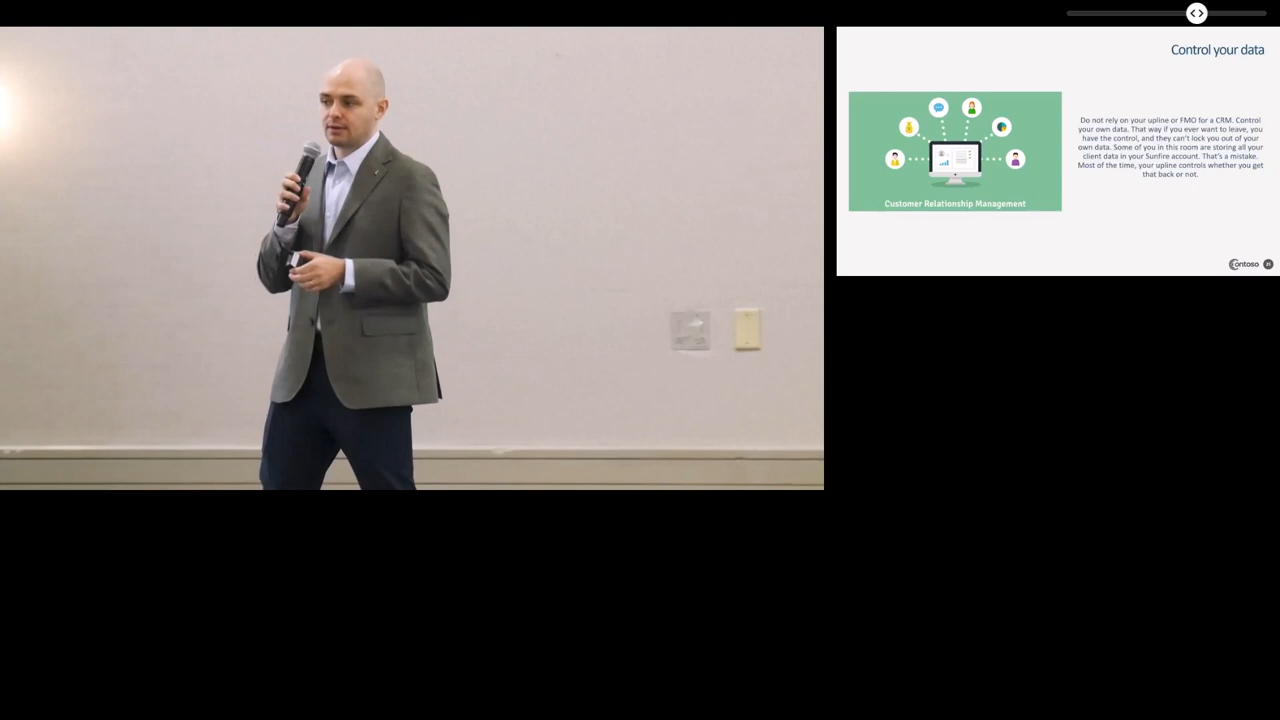 Control your data
Do not rely on your upline or FMO for a CRM. Control
your own data. That way if you ever want to leave, you
have the control, and they can't lock you out of your
own data. Some of you in this room are storing all your
client data in your Sunfire account. That's a mistake.
Most of the time, your upline controls whether you get
that back or not.
Customer Relationship Management
Contoso